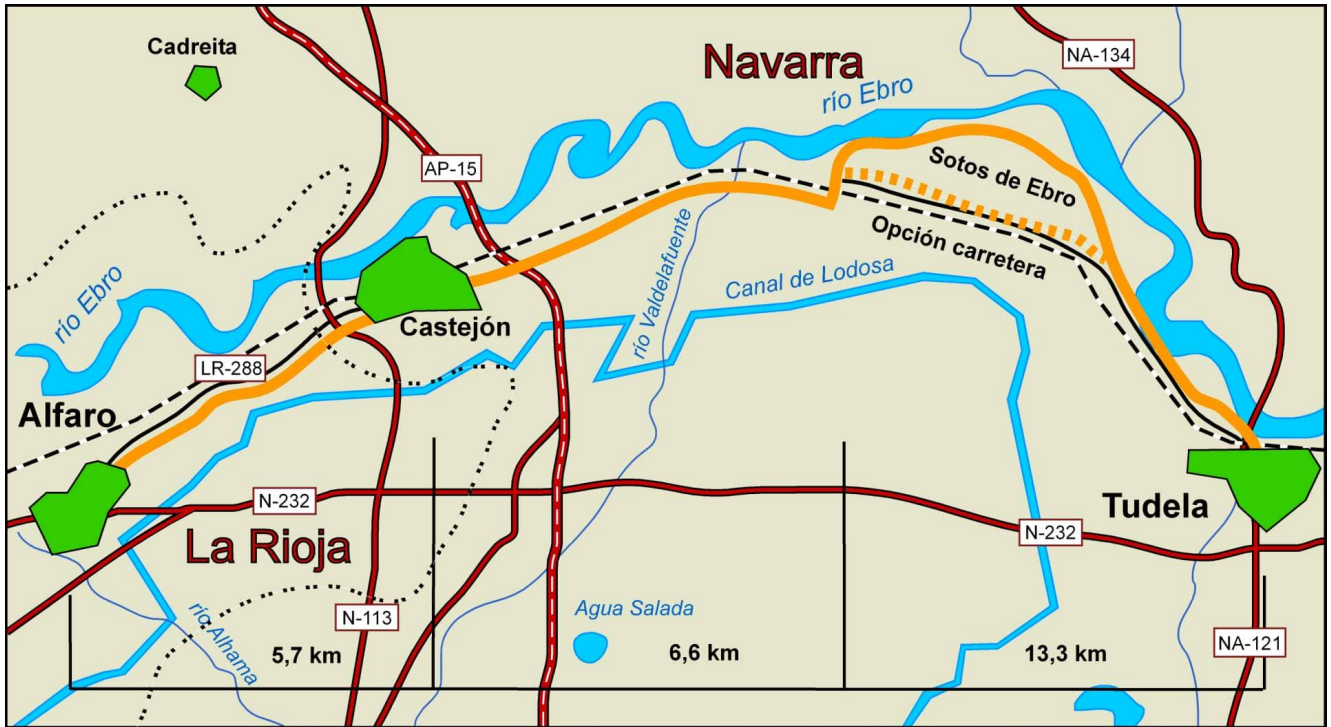 Cadreita
Navarra
NA-134
río Ebro
AP-15
Sotos de Ebro
Opción carretera
río Valdelafuente
Canal de Lodosa
río Ebro
Castejón
LR-288
Alfaro
N-232
Tudela
N-232
La Rioja
río Alhama
N-113
Agua Salada
NA-121
5,7 km
6,6 km
13,3 km